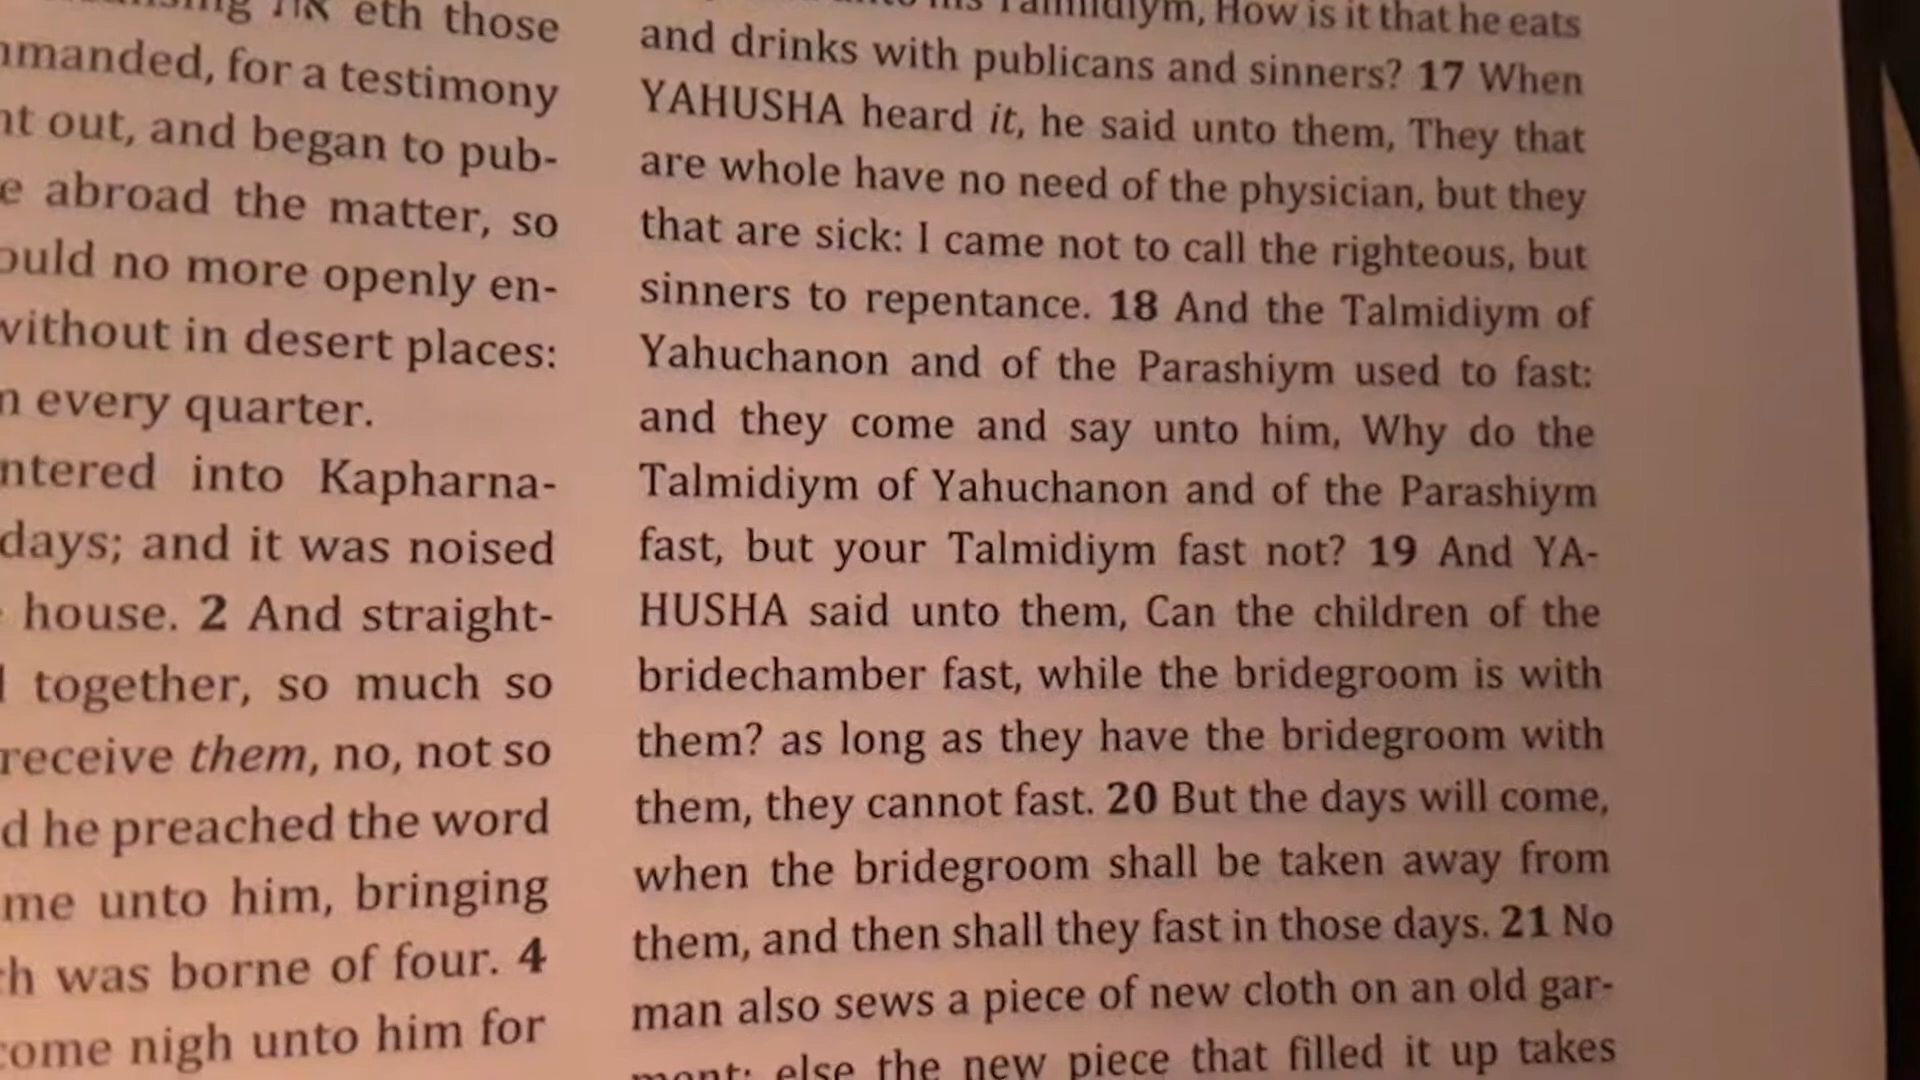 את eth those
manded, for a testimony
out, and began to pub-
abroad the matter, so
ould no more openly en-
without in desert places:
every quarter.
ntered into Kapharna-
days; and it was noised
house. 2 And straight-
together, so much so
receive them, no, not so
d he preached the word
me unto him, bringing
h was borne of four. 4
come nigh unto him for
Talmidiym, How is it that he eats
and drinks with publicans and sinners? 17 When
YAHUSHA heard it, he said unto them, They that
are whole have no need of the physician, but they
that are sick: I came not to call the righteous, but
sinners to repentance. 18 And the Talmidiym of
Yahuchanon and of the Parashiym used to fast:
and they come and say unto him, Why do the
Talmidiym of Yahuchanon and of the Parashiym
fast, but your Talmidiym fast not? 19 And YA-
HUSHA said unto them, Can the children of the
bridechamber fast, while the bridegroom is with
them? as long as they have the bridegroom with
them, they cannot fast. 20 But the days will come,
when the bridegroom shall be taken away from
them, and then shall they fast in those days. 21 No
man also sews a piece of new cloth on an old gar-
ment: else the new piece that filled it up takes